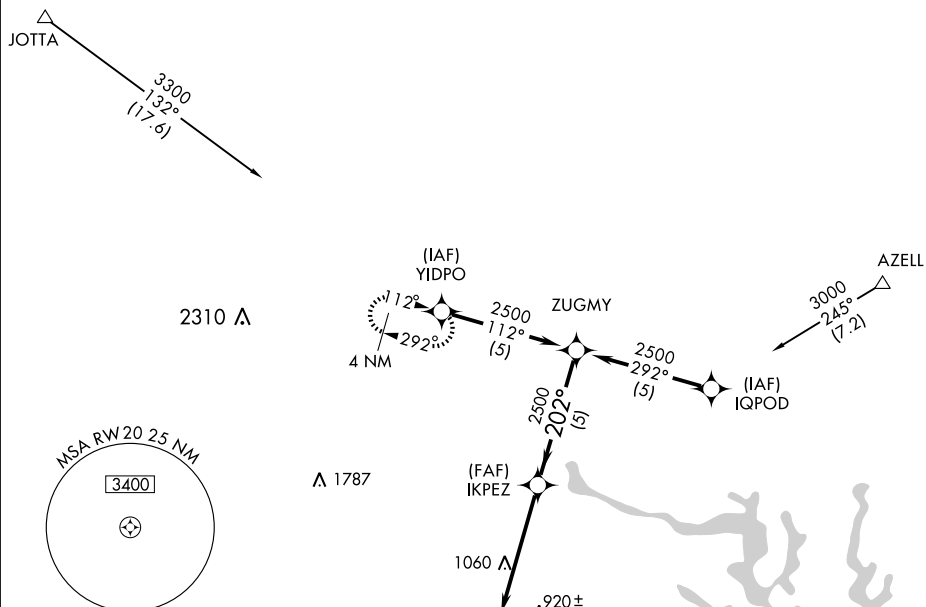 JOTTA
3300
132°
(17.6)
(IAF)
YIDPO
AZELL
ZUGMY
3000
245°
(7.2)
2310
112°
292°
4 NM
2500
112°
(5)
2500
292°
(5)
(IAF)
IQPOD
2500
202°
(5)
MSA RW20 25 NM
3400
1787
(FAF)
IKPEZ
1060
.920±